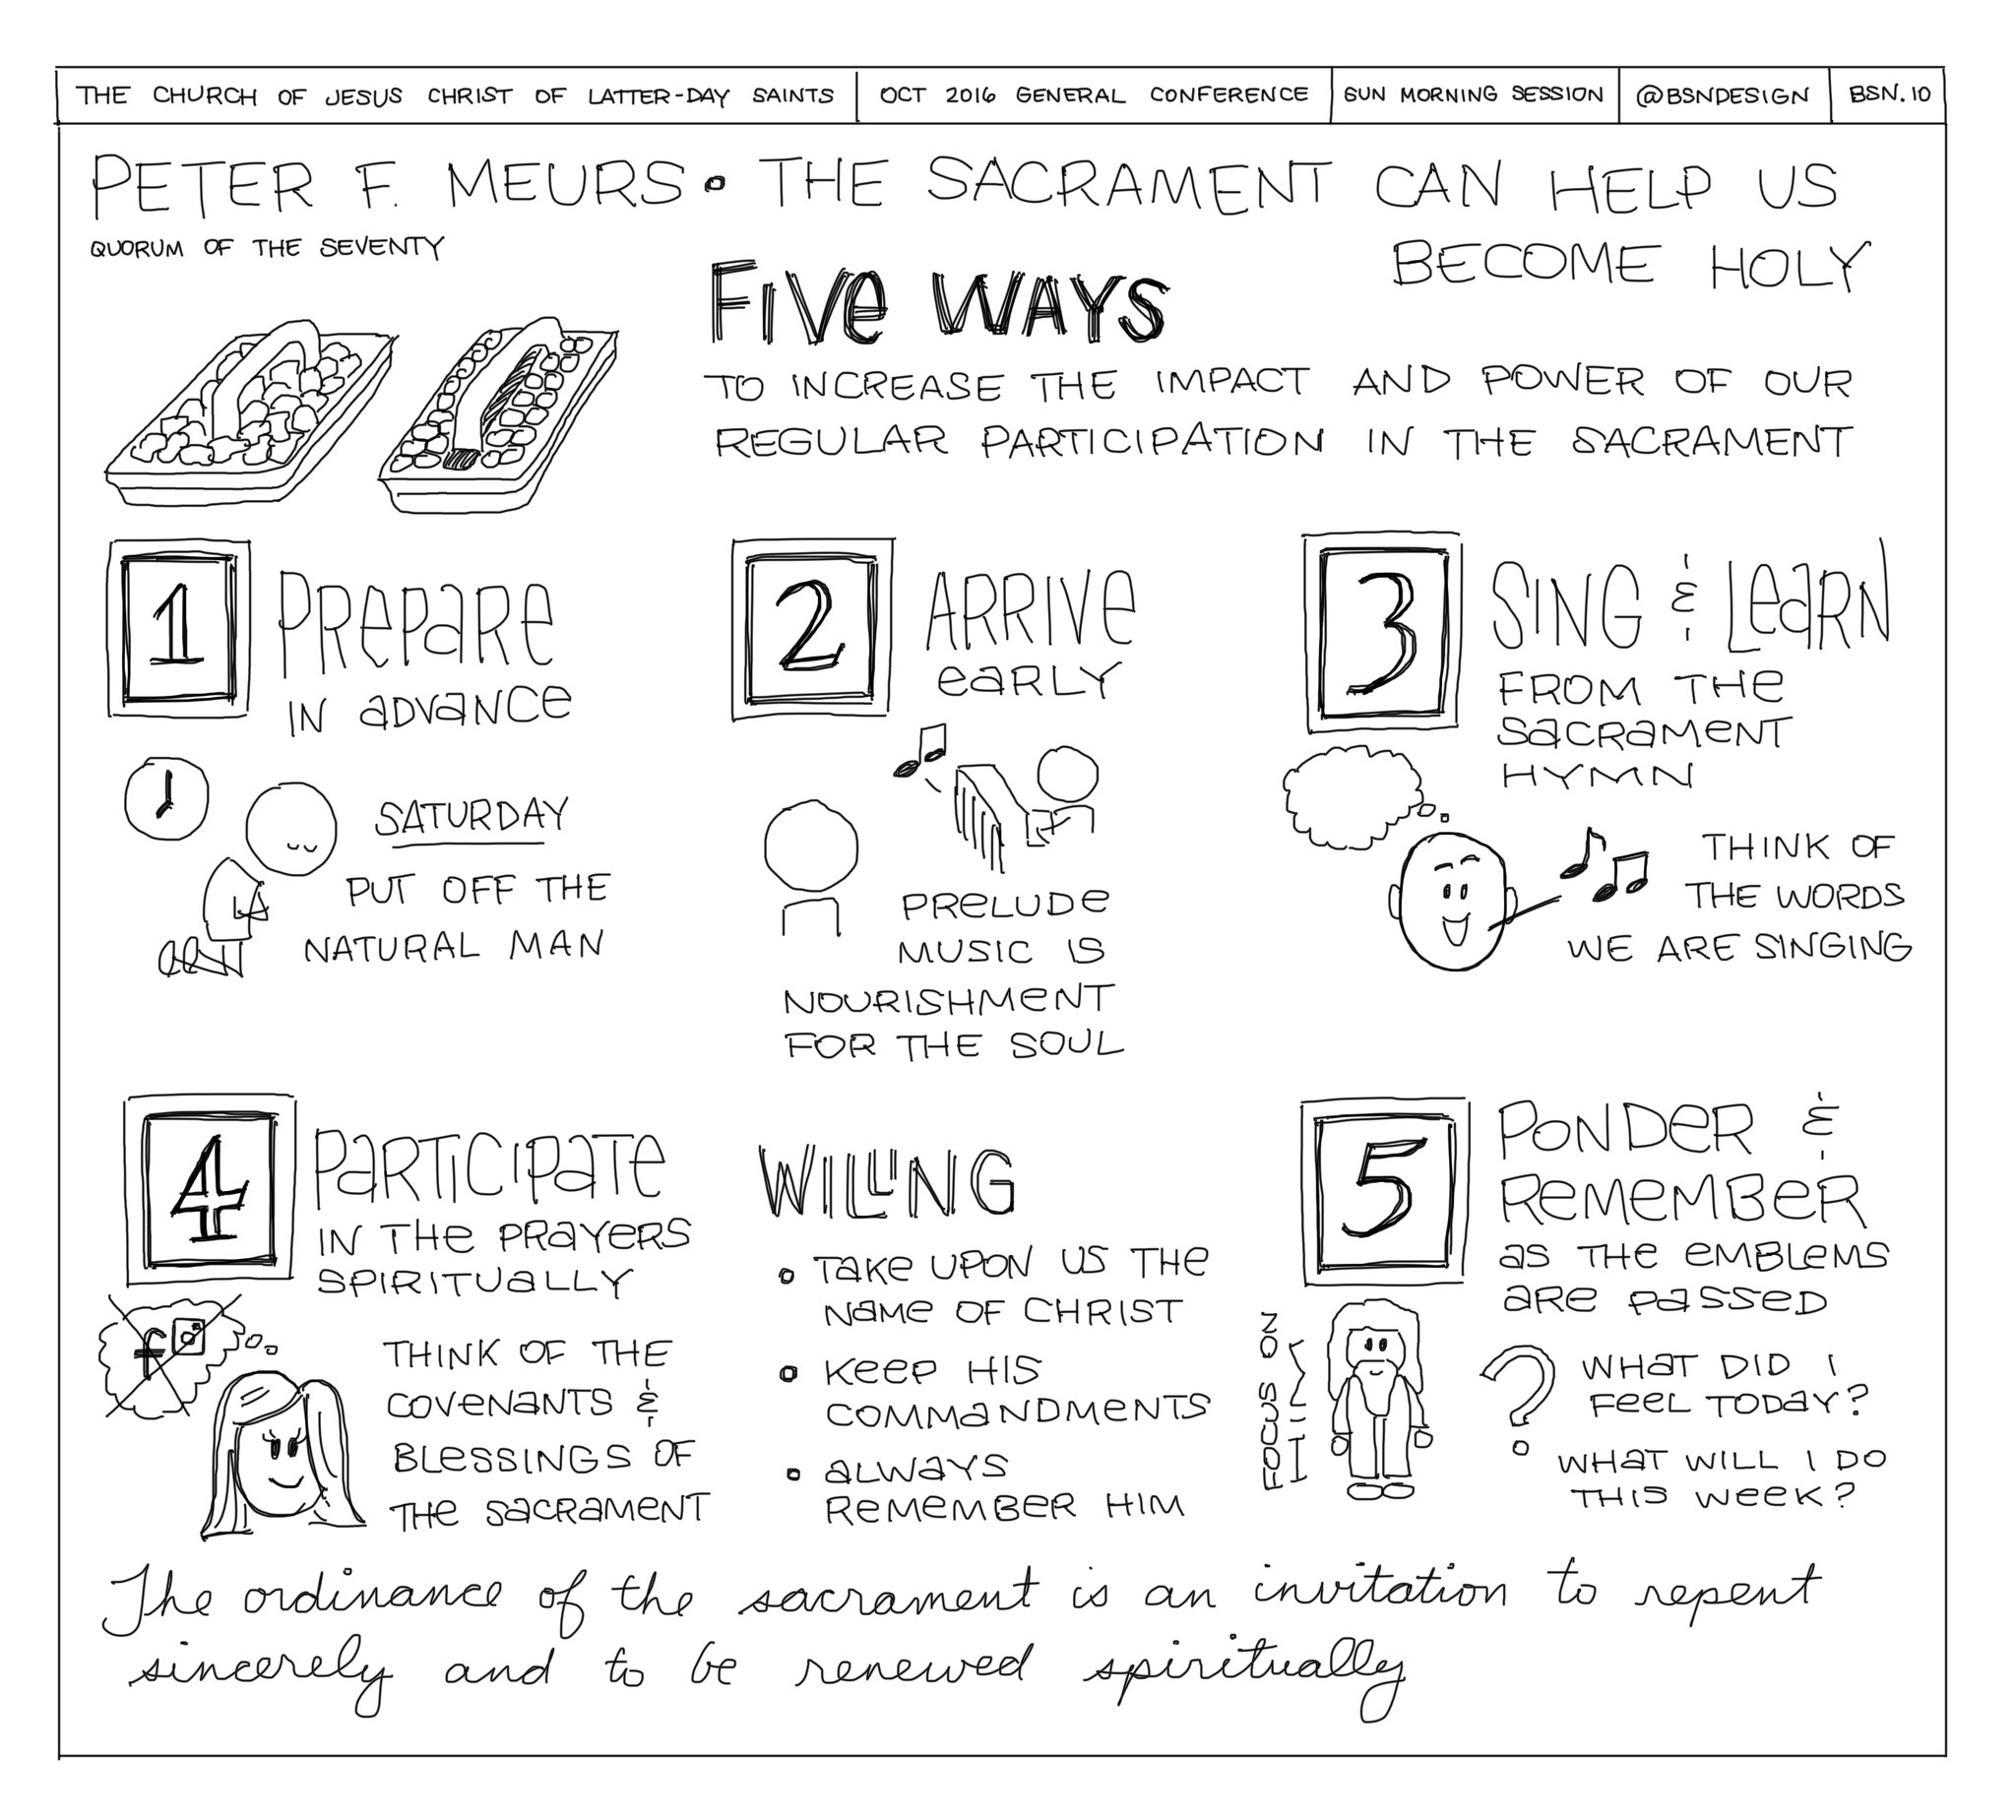 THE CHURCH OF JESUS CHRIST OF LATTER-DAY SAINTS
OCT 2016 GENERAL CONFERENCE
SUN MORNING SESSION
@BSNDESIGN
BSN.10
PETER F. MEURS • THE SACRAMENT CAN HELP US
BECOME HOLY
QUORUM OF THE SEVENTY
FIVE WAYS
TO INCREASE THE IMPACT AND POWER OF OUR
REGULAR PARTICIPATION IN THE SACRAMENT
1 PREPARE
IN ADVANCE
SATURDAY
PUT OFF THE
NATURAL MAN
2 ARRIVE
EARLY
PRELUDE
MUSIC IS
NOURISHMENT
FOR THE SOUL
3 SING & LEARN
FROM THE
SACRAMENT
HYMN
THINK OF
THE WORDS
WE ARE SINGING
4 PARTICIPATE
IN THE PRAYERS
SPIRITUALLY
f
THINK OF THE
COVENANTS &
BLESSINGS OF
THE SACRAMENT
WILLING
• TAKE UPON US THE
NAME OF CHRIST
• KEEP HIS
COMMANDMENTS
• ALWAYS
REMEMBER HIM
5 PONDER &
REMEMBER
AS THE EMBLEMS
ARE PASSED
FOCUS ON
HIS LIFE
?
WHAT DID I
FEEL TODAY?
WHAT WILL I DO
THIS WEEK?
The ordinance of the sacrament is an invitation to repent
sincerely and to be renewed spiritually